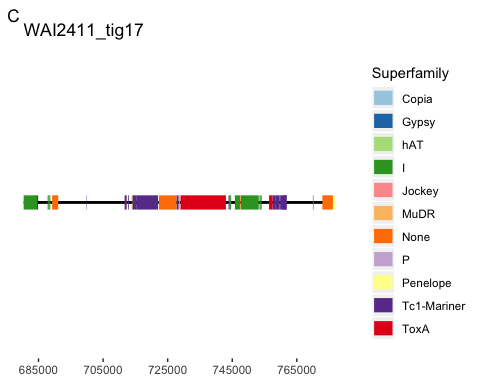 C
WAI2411_tig17
Superfamily
Copia
Gypsy
hAT
I
Jockey
MuDR
None
P
Penelope
Tc1-Mariner
ToxA
685000 705000 725000 745000 765000